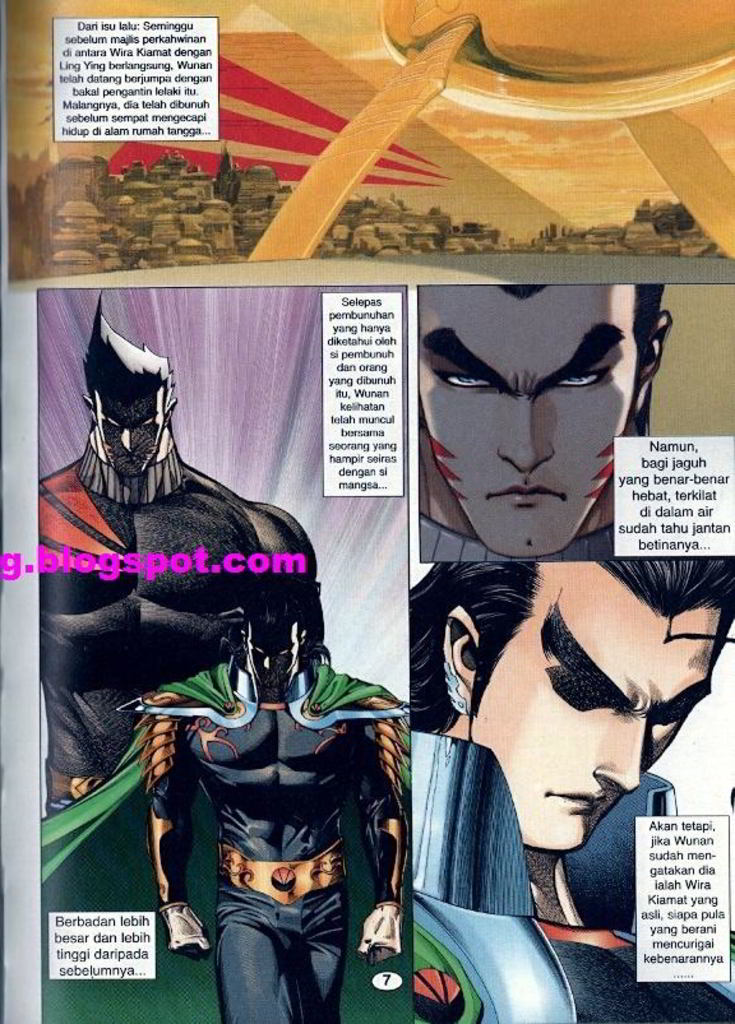 Dari isu lalu: Seminggu
sebelum majlis perkahwinan
di antara Wira Kiamat dengan
Ling Ying berlangsung, Wunan
telah datang berjumpa dengan
bakal pengantin lelaki itu.
Malangnya, dia telah dibunuh
sebelum sempat mengecapi
hidup di alam rumah tangga...
Selepas
pembunuhan
yang hanya
diketahui oleh
si pembunuh
dan orang
yang dibunuh
itu, Wunan
kelihatan
telah muncul
bersama
seorang yang
hampir seiras
dengan si
mangsa...
Namun,
bagi jaguh
yang benar-benar
hebat, terkilat
di dalam air
sudah tahu jantan
betinanya...
g.blogspot.com
Berbadan lebih
besar dan lebih
tinggi daripada
sebelumnya...
Akan tetapi,
jika Wunan
sudah men-
gatakan dia
ialah Wira
Kiamat yang
asli, siapa pula
yang berani
mencurigai
kebenarannya
......
7